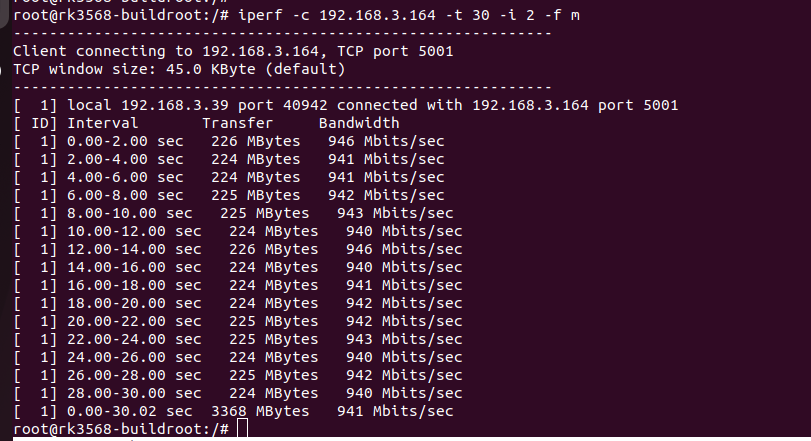 root@rk3568-buildroot:/# iperf -c 192.168.3.164 -t 30 -i 2 -f m
------------------------------------------------------------
Client connecting to 192.168.3.164, TCP port 5001
TCP window size: 45.0 KByte (default)
------------------------------------------------------------
[  1] local 192.168.3.39 port 40942 connected with 192.168.3.164 port 5001
[ ID] Interval       Transfer     Bandwidth
[  1] 0.00-2.00 sec   226 MBytes   946 Mbits/sec
[  1] 2.00-4.00 sec   224 MBytes   941 Mbits/sec
[  1] 4.00-6.00 sec   224 MBytes   941 Mbits/sec
[  1] 6.00-8.00 sec   225 MBytes   942 Mbits/sec
[  1] 8.00-10.00 sec   225 MBytes   943 Mbits/sec
[  1] 10.00-12.00 sec   224 MBytes   940 Mbits/sec
[  1] 12.00-14.00 sec   226 MBytes   946 Mbits/sec
[  1] 14.00-16.00 sec   224 MBytes   940 Mbits/sec
[  1] 16.00-18.00 sec   224 MBytes   941 Mbits/sec
[  1] 18.00-20.00 sec   224 MBytes   942 Mbits/sec
[  1] 20.00-22.00 sec   225 MBytes   942 Mbits/sec
[  1] 22.00-24.00 sec   225 MBytes   943 Mbits/sec
[  1] 24.00-26.00 sec   224 MBytes   940 Mbits/sec
[  1] 26.00-28.00 sec   225 MBytes   942 Mbits/sec
[  1] 28.00-30.00 sec   224 MBytes   940 Mbits/sec
[  1] 0.00-30.02 sec  3368 MBytes   941 Mbits/sec
root@rk3568-buildroot:/#